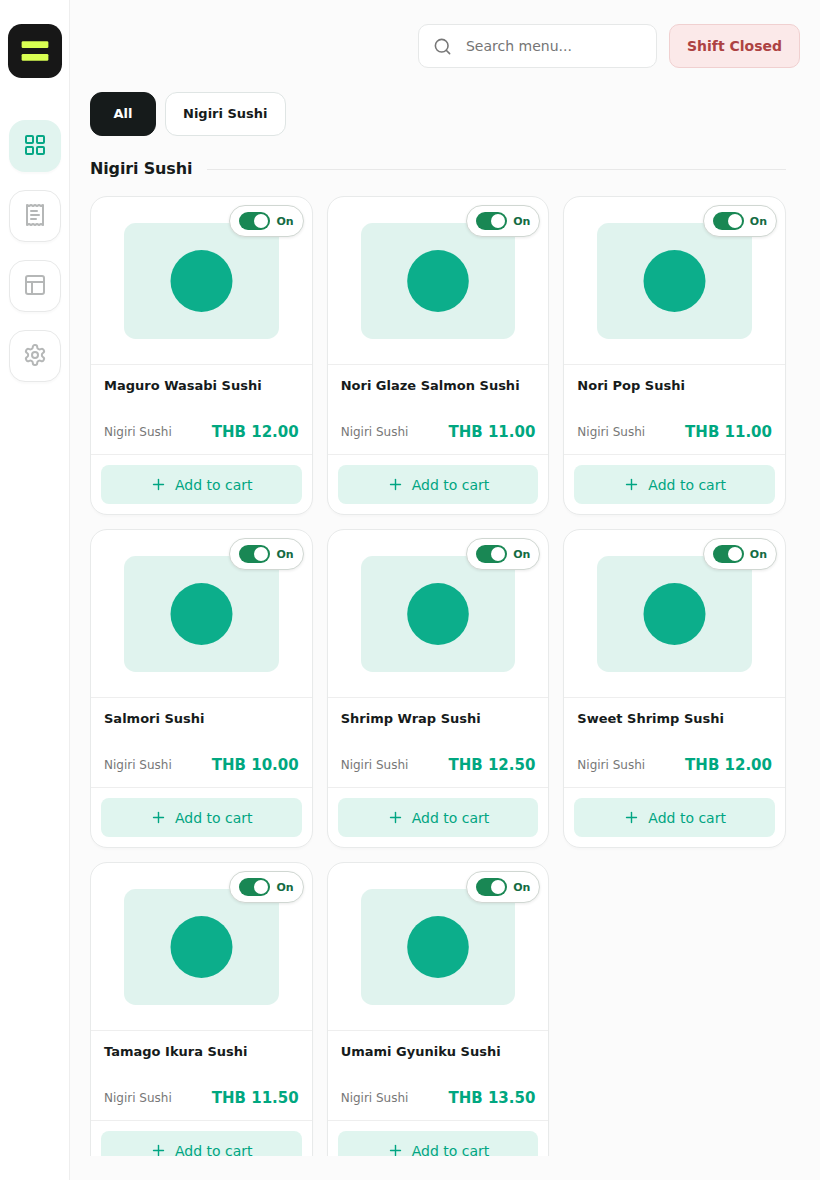 Search menu...
Shift Closed
All
Nigiri Sushi
Nigiri Sushi
On
On
On
Maguro Wasabi Sushi
Nori Glaze Salmon Sushi
Nori Pop Sushi
Nigiri Sushi
THB 12.00
Nigiri Sushi
THB 11.00
Nigiri Sushi
THB 11.00
Add to cart
Add to cart
Add to cart
On
On
On
Salmori Sushi
Shrimp Wrap Sushi
Sweet Shrimp Sushi
Nigiri Sushi
THB 10.00
Nigiri Sushi
THB 12.50
Nigiri Sushi
THB 12.00
Add to cart
Add to cart
Add to cart
On
On
Tamago Ikura Sushi
Umami Gyuniku Sushi
Nigiri Sushi
THB 11.50
Nigiri Sushi
THB 13.50
Add to cart
Add to cart